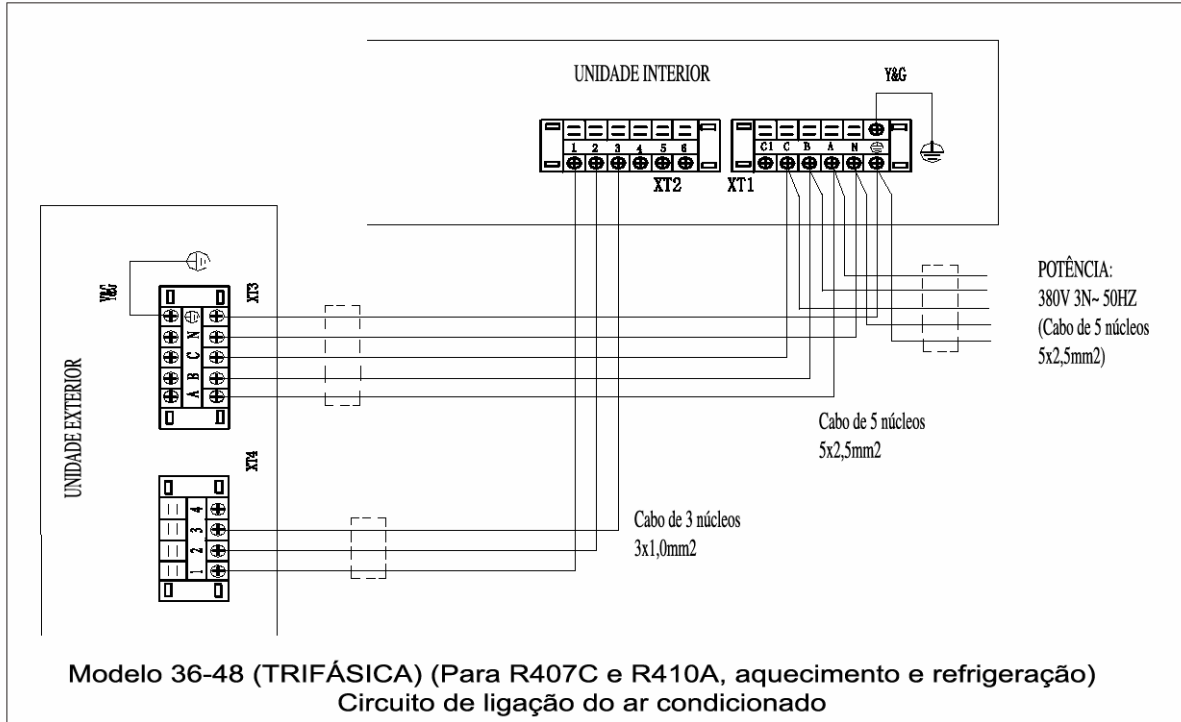 UNIDADE INTERIOR
Y&G
1 2 3 4 5 6
C1 C B A N
XT2
XT1
Y&G
XT3
N
C
B
A
UNIDADE EXTERIOR
XT4
4
3
2
1
POTÊNCIA:
380V 3N~ 50HZ
(Cabo de 5 núcleos
5x2,5mm2)
Cabo de 5 núcleos
5x2,5mm2
Cabo de 3 núcleos
3x1,0mm2
Modelo 36-48 (TRIFÁSICA) (Para R407C e R410A, aquecimento e refrigeração)
Circuito de ligação do ar condicionado